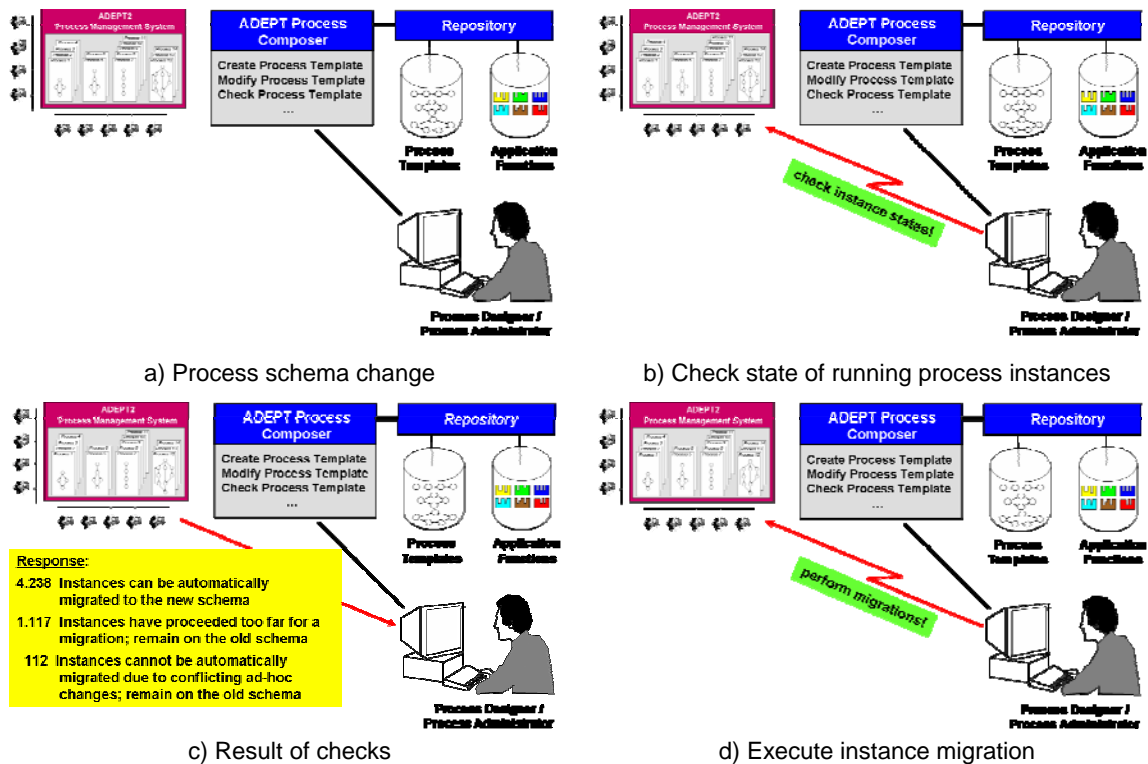 ADEPT2
Process Management System
ADEPT Process
Composer
Create Process Template
Modify Process Template
Check Process Template
...
Repository
Process
Templates
Application
Functions
Process Designer /
Process Administrator
a) Process schema change
ADEPT2
Process Management System
ADEPT Process
Composer
Create Process Template
Modify Process Template
Check Process Template
...
Repository
Process
Templates
Application
Functions
check instance states!
Process Designer /
Process Administrator
b) Check state of running process instances
ADEPT2
Process Management System
ADEPT Process
Composer
Create Process Template
Modify Process Template
Check Process Template
...
Repository
Process
Templates
Application
Functions
Response:
4.238 Instances can be automatically
migrated to the new schema
1.117 Instances have proceeded too far for a
migration; remain on the old schema
112 Instances cannot be automatically
migrated due to conflicting ad-hoc
changes; remain on the old schema
Process Designer /
Process Administrator
c) Result of checks
ADEPT2
Process Management System
ADEPT Process
Composer
Create Process Template
Modify Process Template
Check Process Template
...
Repository
Process
Templates
Application
Functions
perform migrations!
Process Designer /
Process Administrator
d) Execute instance migration